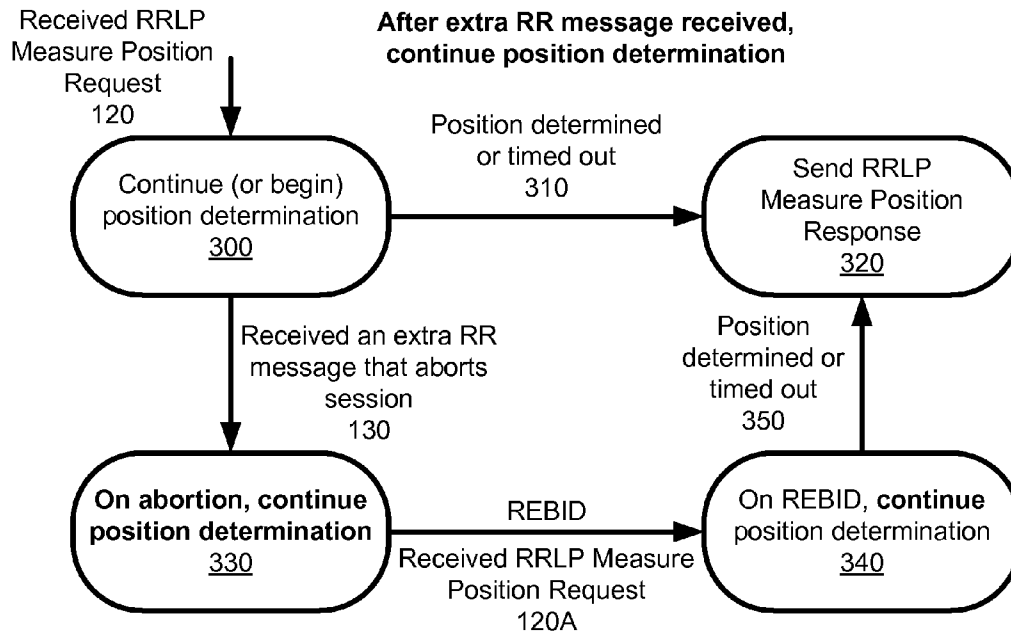 Received RRLP
Measure Position
Request
120
After extra RR message received,
continue position determination
Continue (or begin)
position determination
300
Position determined
or timed out
310
Send RRLP
Measure Position
Response
320
Received an extra RR
message that aborts
session
130
Position
determined or
timed out
350
On abortion, continue
position determination
330
REBID
Received RRLP Measure
Position Request
120A
On REBID, continue
position determination
340